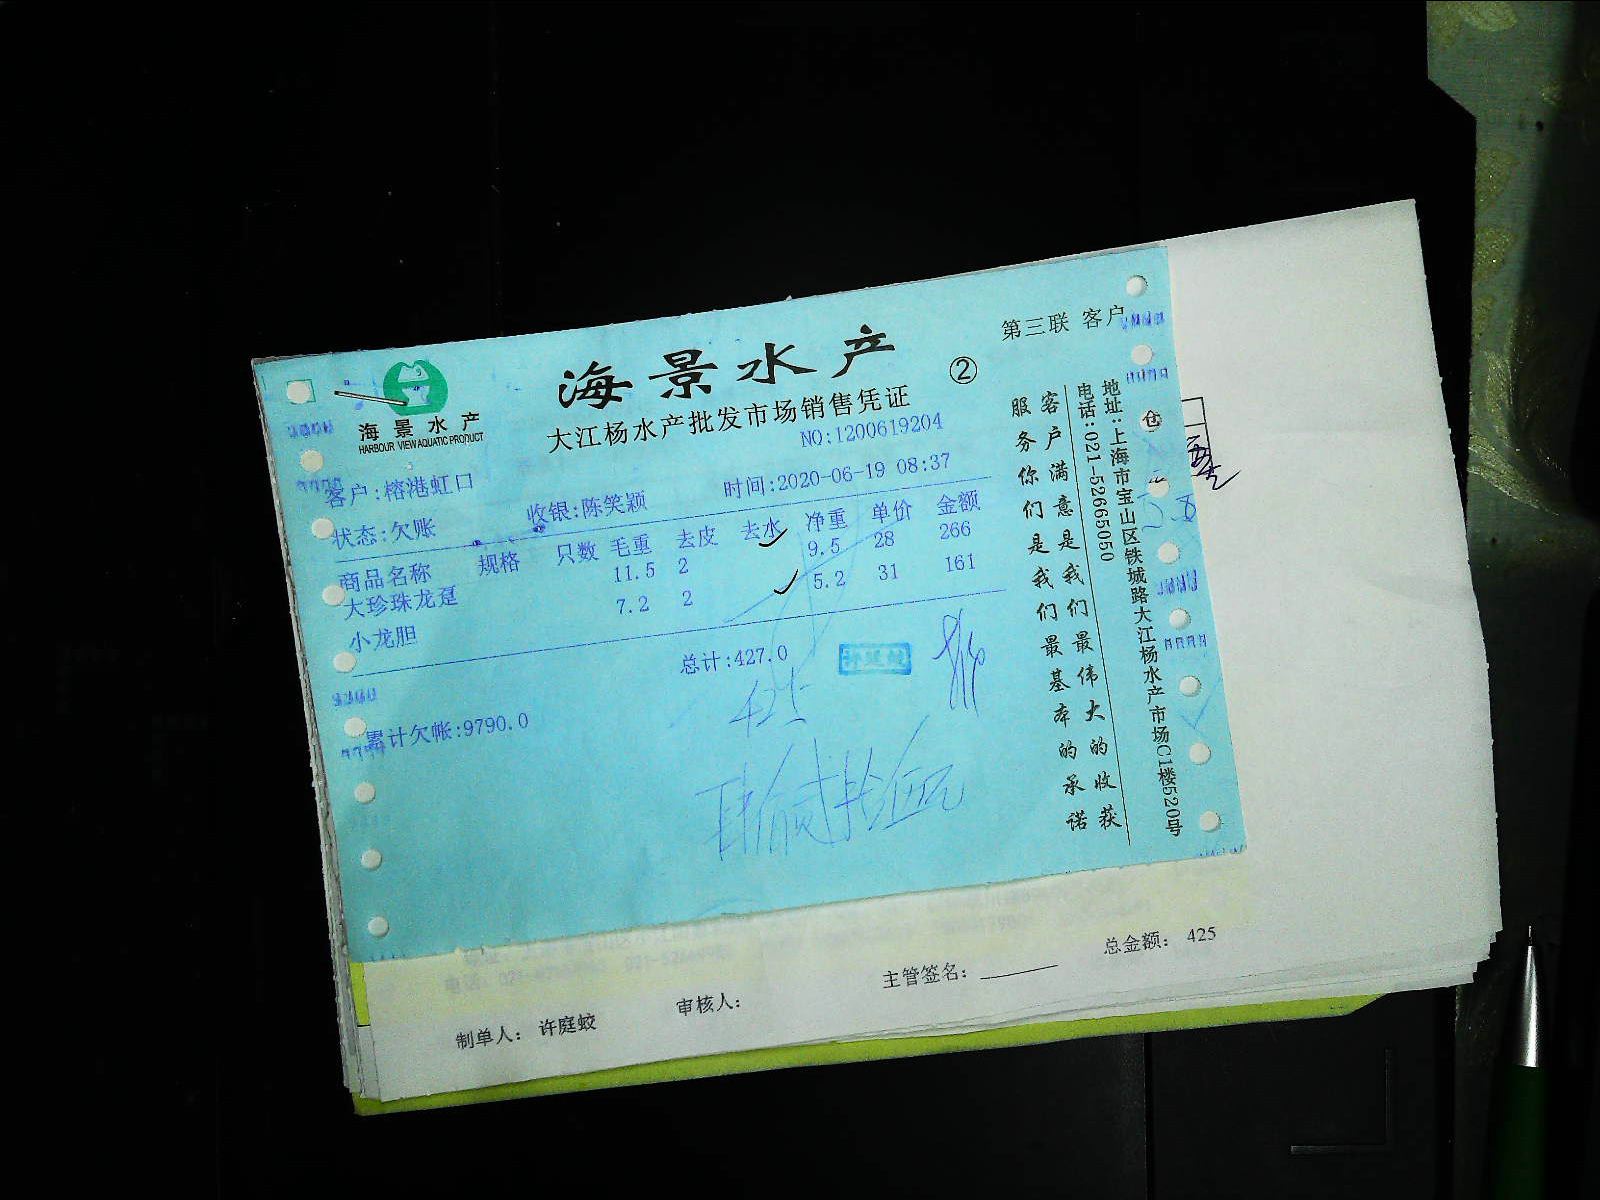 第三联 客户
海景水产
②
海景水产
HARBOUR VIEW AQUATIC PRODUCT
大江杨水产批发市场销售凭证
NO:1200619204
客户:榕港虹口
时间:2020-06-19 08:37
状态:欠账
收银:陈笑颖
商品名称 规格 只数 毛重 去皮 去水 净重 单价 金额
大珍珠龙趸 11.5 2 9.5 28 266
小龙胆 7.2 2 5.2 31 161
总计:427.0
425
累计欠帐:9790.0
肆佰贰拾伍元
客户满意是我们最伟大的收获
服务你们是我们最基本的承诺
电话:021-52665050
地址:上海市宝山区铁城路大江杨水产市场C1楼520号
仓
制单人: 许庭蛟
审核人:
主管签名:
总金额: 425